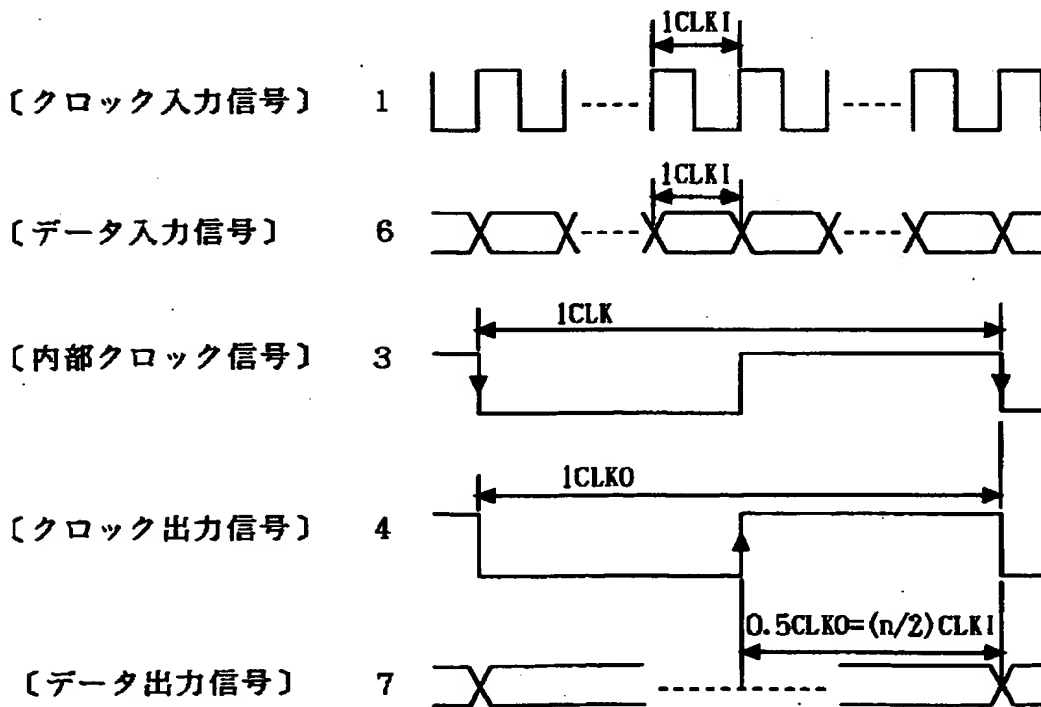 1CLKI
〔クロック入力信号〕 1
1CLKI
〔データ入力信号〕 6
1CLK
〔内部クロック信号〕 3
1CLKO
〔クロック出力信号〕 4
0.5CLKO=(n/2)CLKI
〔データ出力信号〕 7